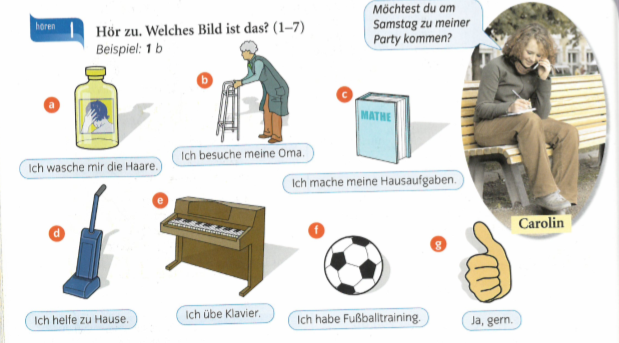 hören 1
Hör zu. Welches Bild ist das? (1–7)
Beispiel: 1 b
Möchtest du am
Samstag zu meiner
Party kommen?
a
Ich wasche mir die Haare.
b
Ich besuche meine Oma.
c
MATHE
Ich mache meine Hausaufgaben.
Carolin
d
Ich helfe zu Hause.
e
Ich übe Klavier.
f
Ich habe Fußballtraining.
g
Ja, gern.